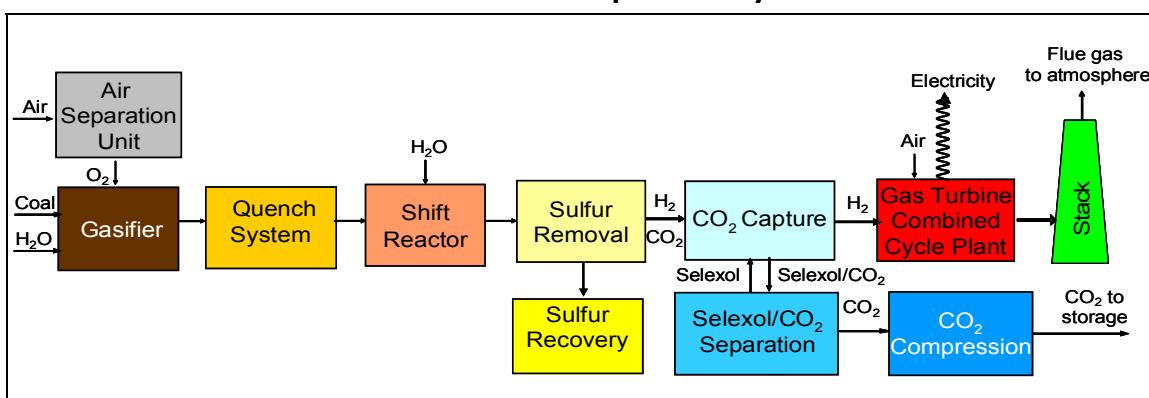 Flue gas
to atmosphere
Electricity
Air
Separation
Unit
Air
Air
H₂O
O₂
Coal
H₂O
Gasifier
Quench
System
Shift
Reactor
Sulfur
Removal
H₂
CO₂
CO₂ Capture
H₂
Gas Turbine
Combined
Cycle Plant
Stack
Selexol
Selexol/CO₂
Sulfur
Recovery
Selexol/CO₂
Separation
CO₂
CO₂
Compression
CO₂ to
storage